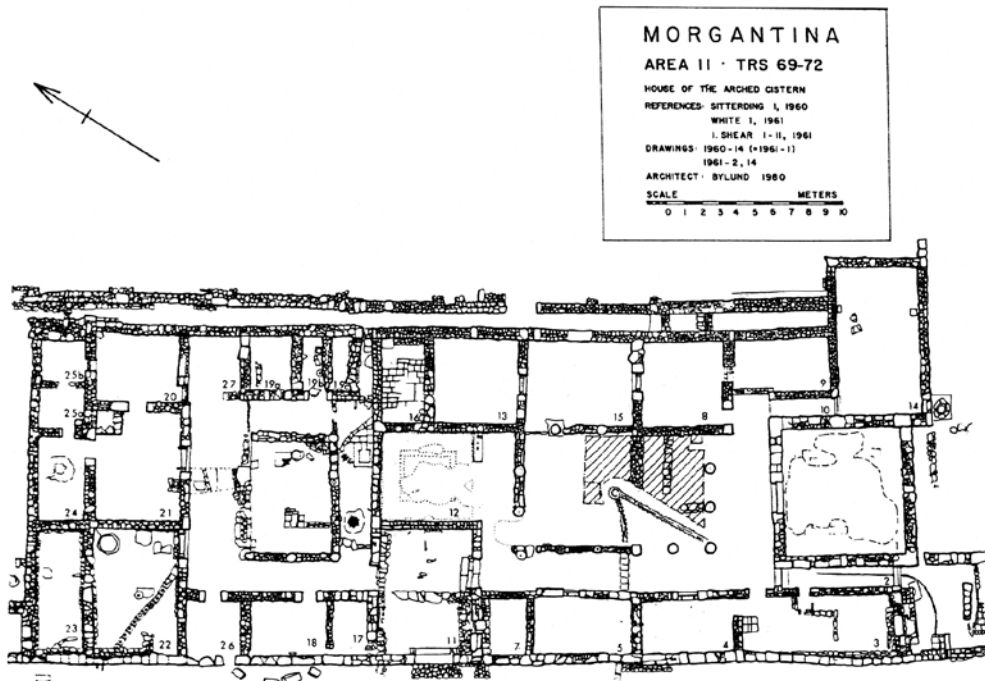 MORGANTINA
AREA II · TRS 69-72
HOUSE OF THE ARCHED CISTERN
REFERENCES· SITTERDING 1, 1960
WHITE 1, 1961
I. SHEAR I-II, 1961
DRAWINGS· 1960-14 (=1961-1)
1961-2, 14
ARCHITECT· BYLUND 1980
SCALE METERS
0 1 2 3 4 5 6 7 8 9 10
25b 27 19a 19b 19c 9
25a 20 16 13 15 8 10 14
24 21 12
2
23 22 26 18 17 11 7 5 4 3